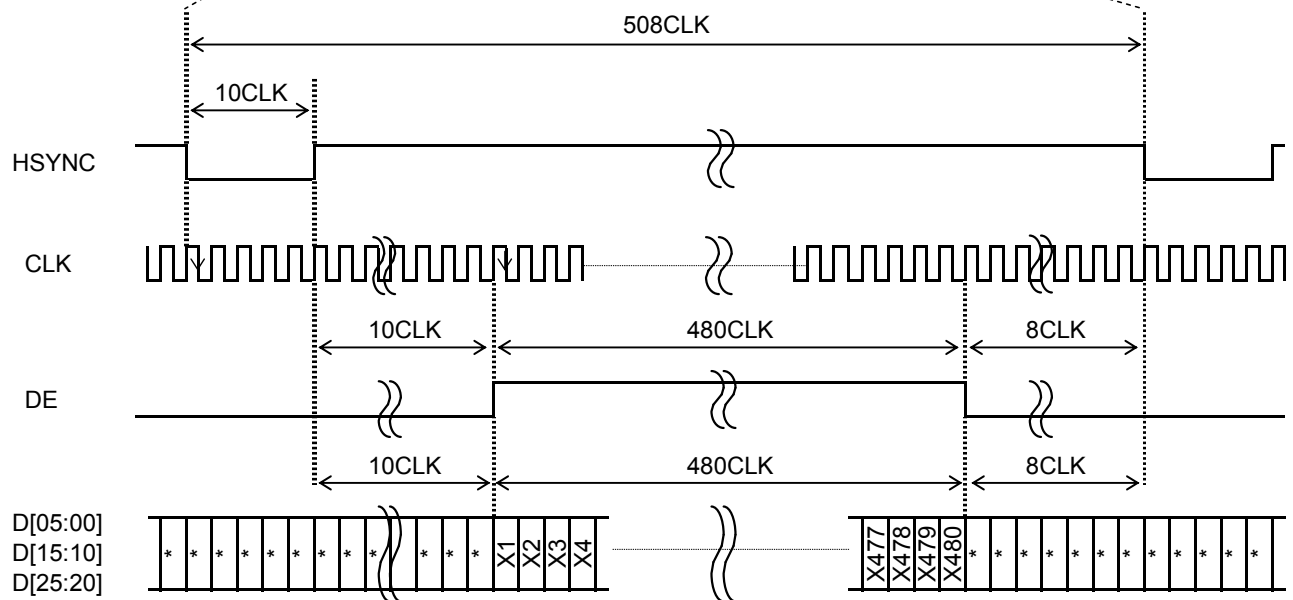 508CLK
10CLK
HSYNC
CLK
10CLK 480CLK 8CLK
DE
10CLK 480CLK 8CLK
D[05:00]
D[15:10]
D[25:20]
* * * * * * * * * * * * X1 X2 X3 X4 X477 X478 X479 X480 * * * * * * * * * * * *